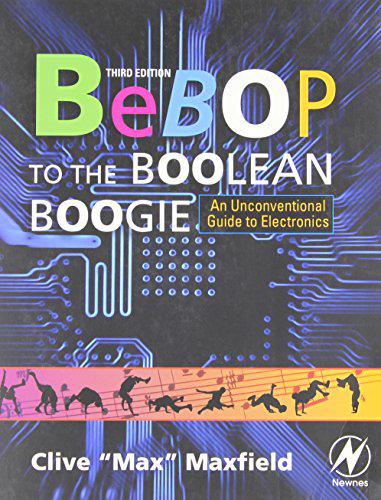 THIRD EDITION
BeBOP
TO THE BOOLEAN
BOOGIE
An Unconventional
Guide to Electronics
Clive "Max" Maxfield
Newnes